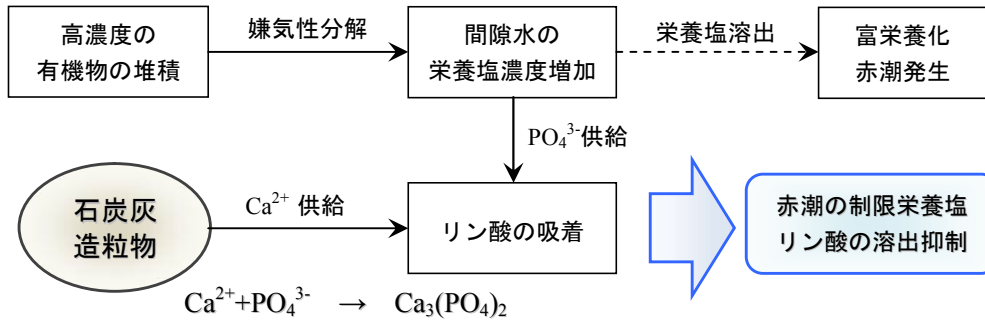 高濃度の
有機物の堆積
嫌気性分解
間隙水の
栄養塩濃度増加
栄養塩溶出
富栄養化
赤潮発生
PO₄³⁻供給
石炭灰
造粒物
Ca²⁺ 供給
リン酸の吸着
赤潮の制限栄養塩
リン酸の溶出抑制
Ca²⁺+PO₄³⁻ → Ca₃(PO₄)₂